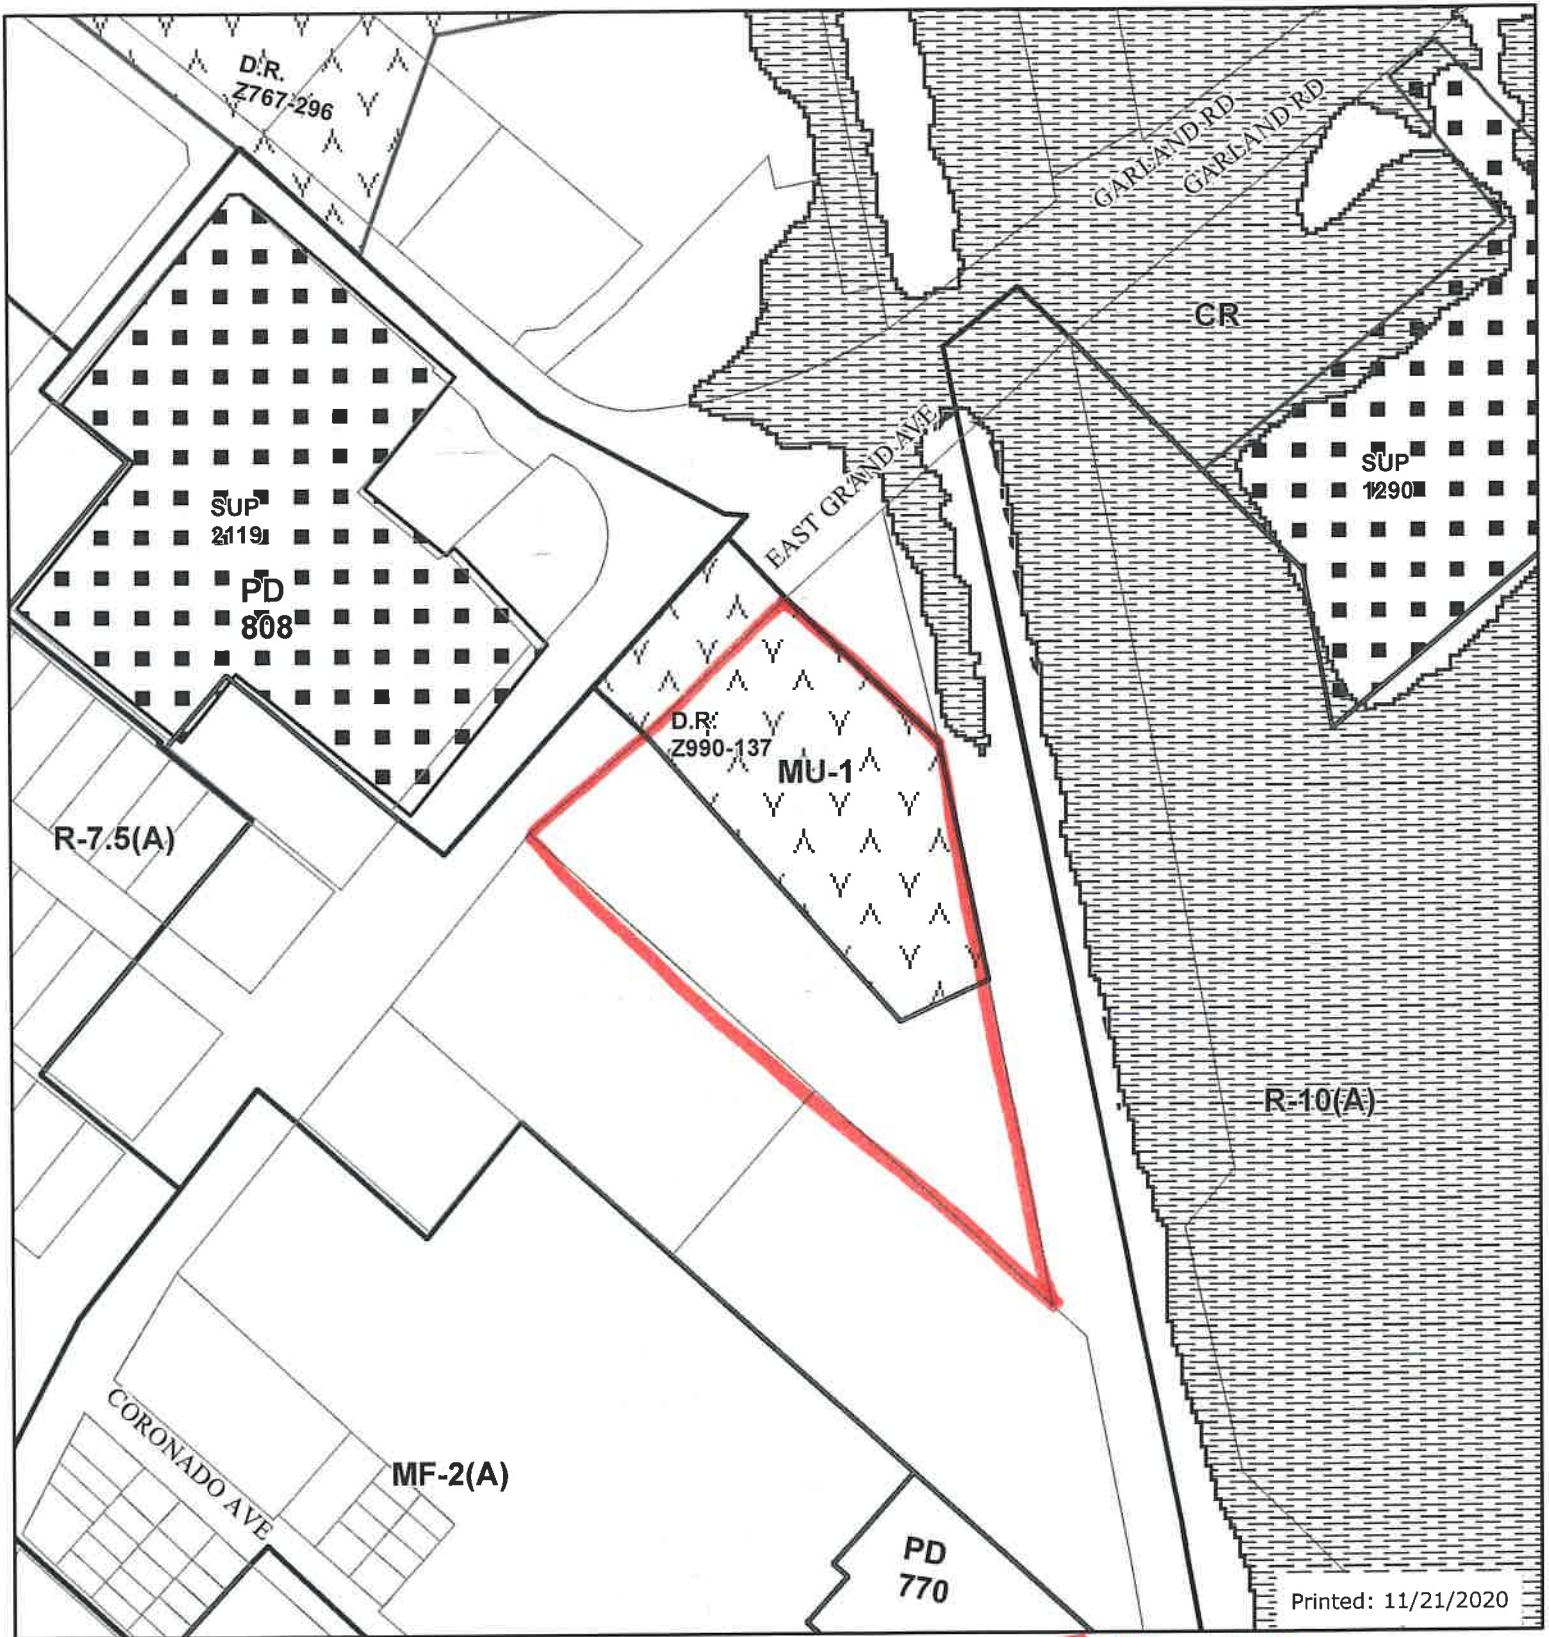 D.R.
Z767-296
GARLAND RD
GARLAND RD
CR
EAST GRAND AVE
SUP
1290
SUP
2119
PD
808
D.R.
Z990-137
MU-1
R-7.5(A)
R-10(A)
CORONADO AVE
MF-2(A)
PD
770
Printed: 11/21/2020